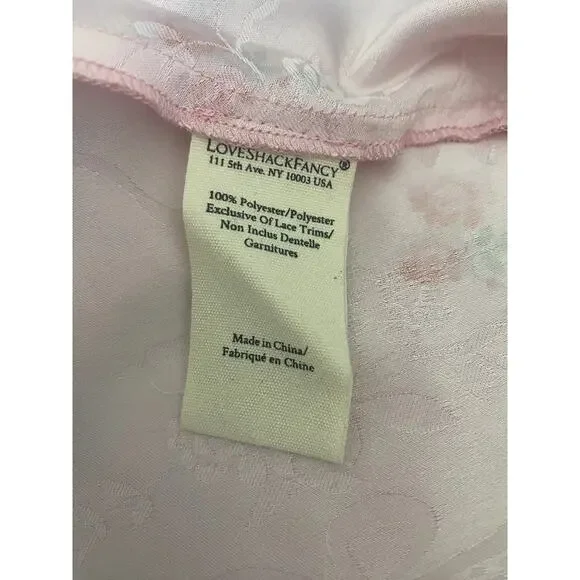 LOVESHACKFANCY®
111 5th Ave. NY 10003 USA
100% Polyester/Polyester
Exclusive Of Lace Trims/
Non Inclus Dentelle
Garnitures
Made in China/
Fabriqué en Chine